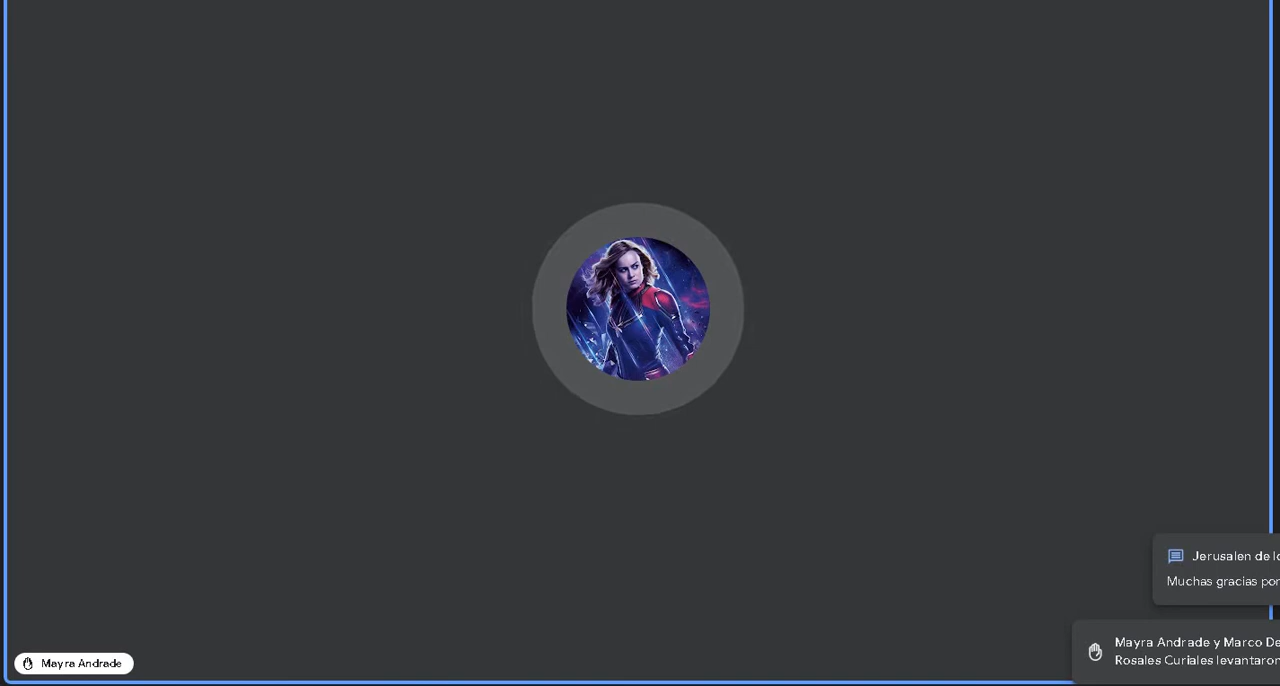 Jerusalen de lo
Muchas gracias por
Mayra Andrade y Marco De
Rosales Curiales levantaron
Mayra Andrade